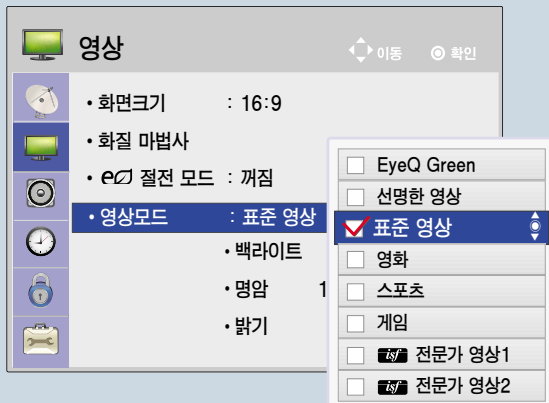 영상
이동 확인
• 화면크기 : 16:9
• 화질 마법사
• 절전 모드 : 꺼짐
• 영상모드 : 표준 영상
• 백라이트
• 명암 1
• 밝기
EyeQ Green
선명한 영상
표준 영상
영화
스포츠
게임
isf 전문가 영상1
isf 전문가 영상2